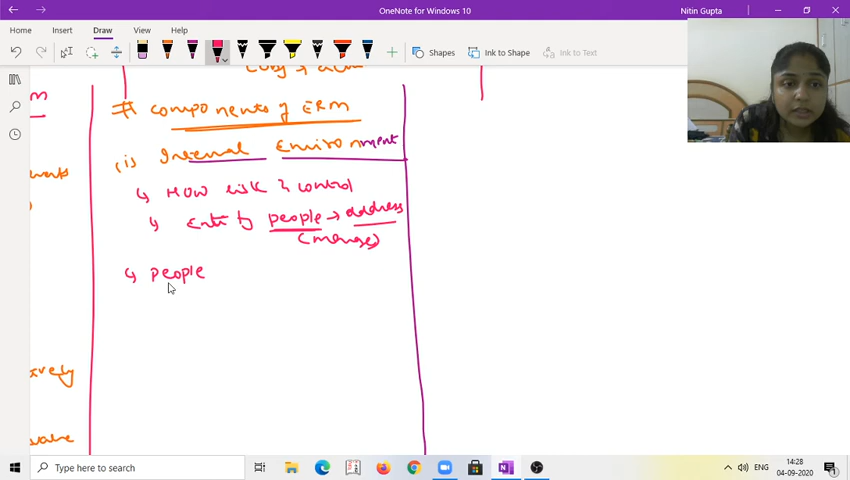 OneNote for Windows 10
Nitin Gupta
Home Insert Draw View Help
Shapes Ink to Shape Ink to Text
# Components of ERM
(i) Internal Environment
↳ How risk & control
↳ Entity people → address
(manage)
↳ people
Type here to search
ENG
14:28
04-09-2020